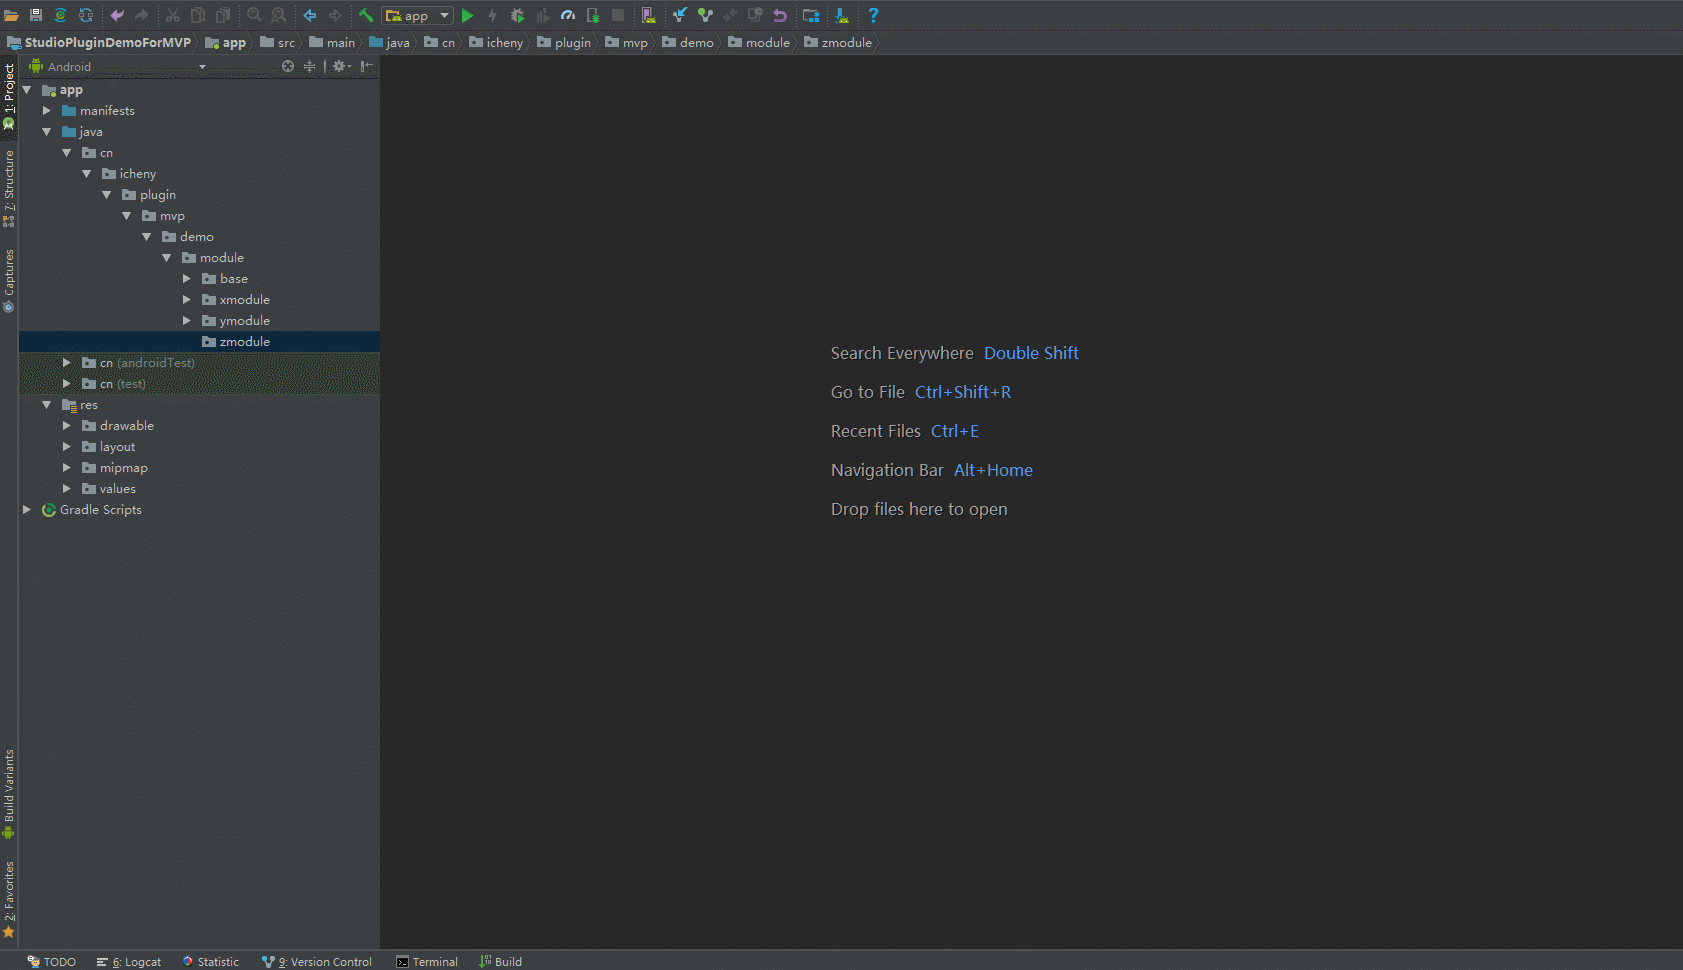 app
StudioPluginDemoForMVP app src main java cn icheny plugin mvp demo module zmodule
Android
app
manifests
java
cn
icheny
plugin
mvp
demo
module
base
xmodule
ymodule
zmodule
cn (androidTest)
cn (test)
res
drawable
layout
mipmap
values
Gradle Scripts
1: Project
7: Structure
Captures
Build Variants
2: Favorites
Search Everywhere Double Shift
Go to File Ctrl+Shift+R
Recent Files Ctrl+E
Navigation Bar Alt+Home
Drop files here to open
TODO 6: Logcat Statistic 9: Version Control Terminal Build